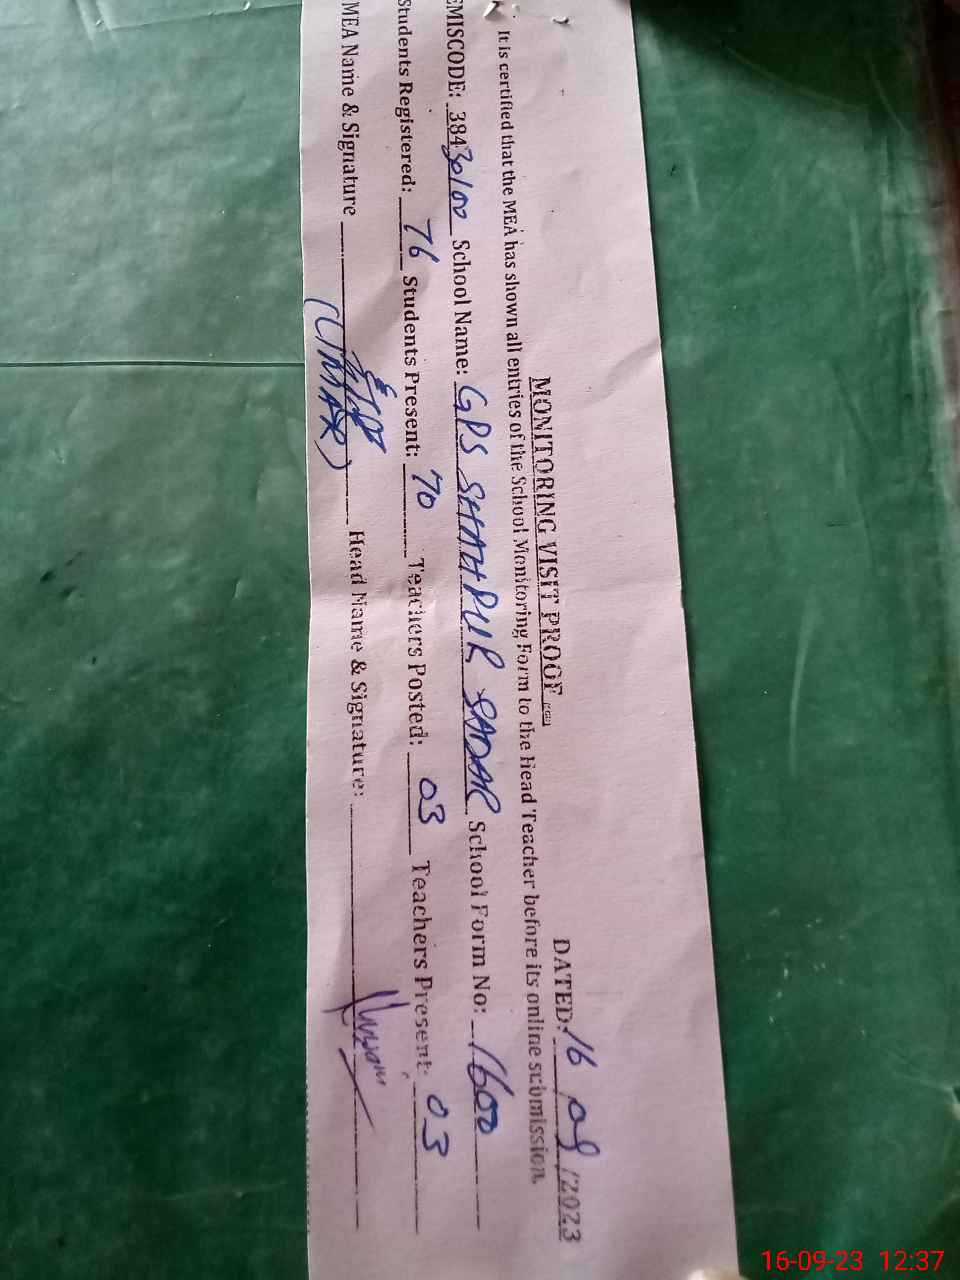 MONITORING VISIT PROOF
DATED: 16 09 /2023
It is certified that the MEA has shown all entries of the School Monitoring Form to the Head Teacher before its online submission.
EMISCODE: 38430100 School Name: GPS SHAHPUR SADAR School Form No: 1600
Students Registered: 76 Students Present: 70 Teachers Posted: 03 Teachers Present: 03
MEA Name & Signature (UMAR) Head Name & Signature:
16-09-23 12:37